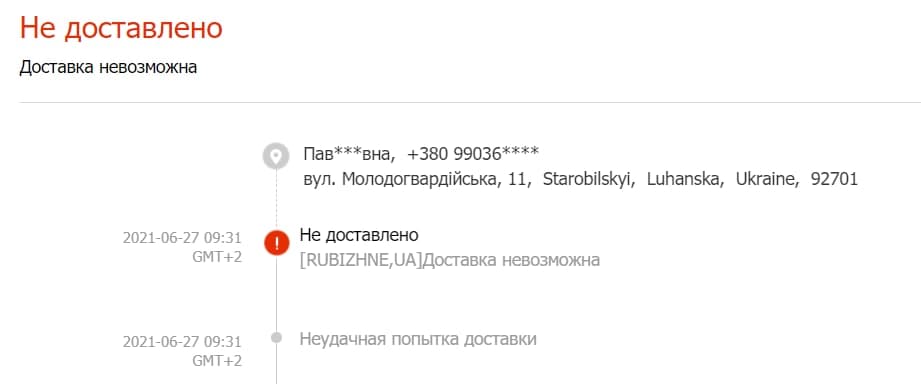 Не доставлено
Доставка невозможна
Пав***вна, +380 99036****
вул. Молодогвардійська, 11, Starobilskyi, Luhanska, Ukraine, 92701
2021-06-27 09:31
GMT+2
Не доставлено
[RUBIZHNE,UA]Доставка невозможна
2021-06-27 09:31
GMT+2
Неудачная попытка доставки